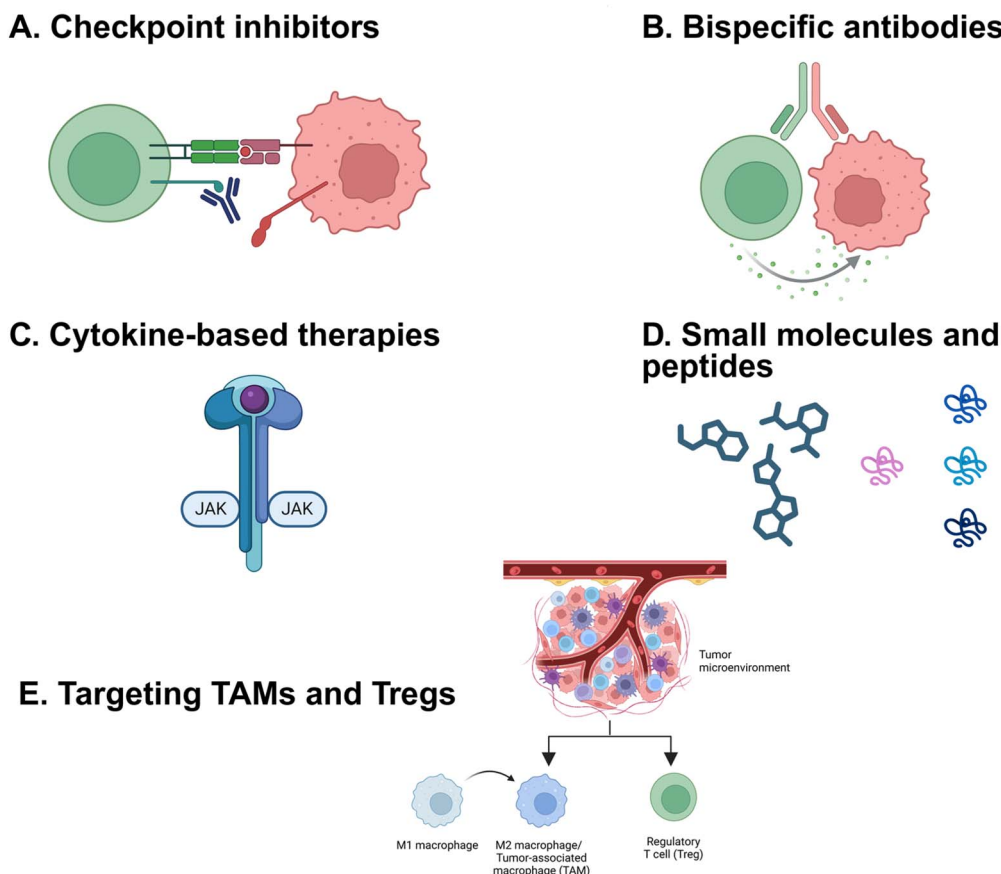 A. Checkpoint inhibitors
B. Bispecific antibodies
C. Cytokine-based therapies
D. Small molecules and
peptides
JAK
JAK
Tumor
microenvironment
E. Targeting TAMs and Tregs
M1 macrophage
M2 macrophage/
Tumor-associated
macrophage (TAM)
Regulatory
T cell (Treg)